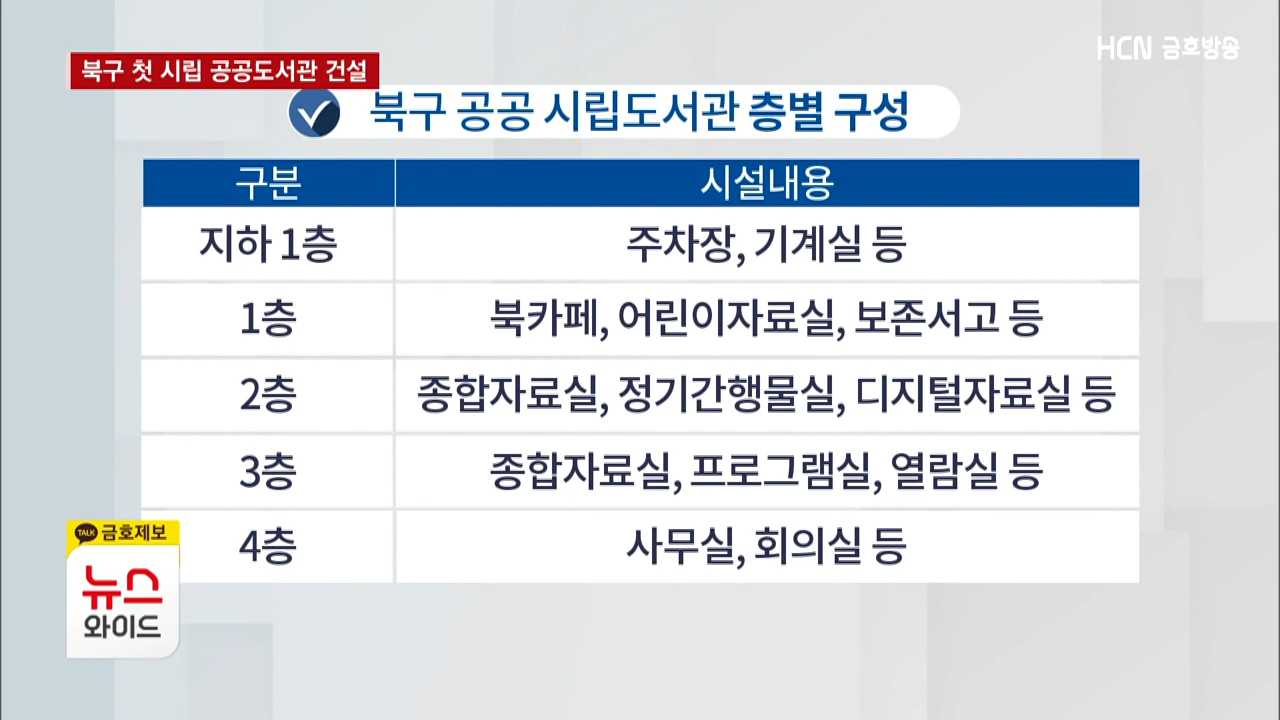 HCN 금호방송
북구 첫 시립 공공도서관 건설
북구 공공 시립도서관 층별 구성
구분 시설내용
지하 1층 주차장, 기계실 등
1층 북카페, 어린이자료실, 보존서고 등
2층 종합자료실, 정기간행물실, 디지털자료실 등
3층 종합자료실, 프로그램실, 열람실 등
4층 사무실, 회의실 등
TALK 금호제보
뉴스
와이드